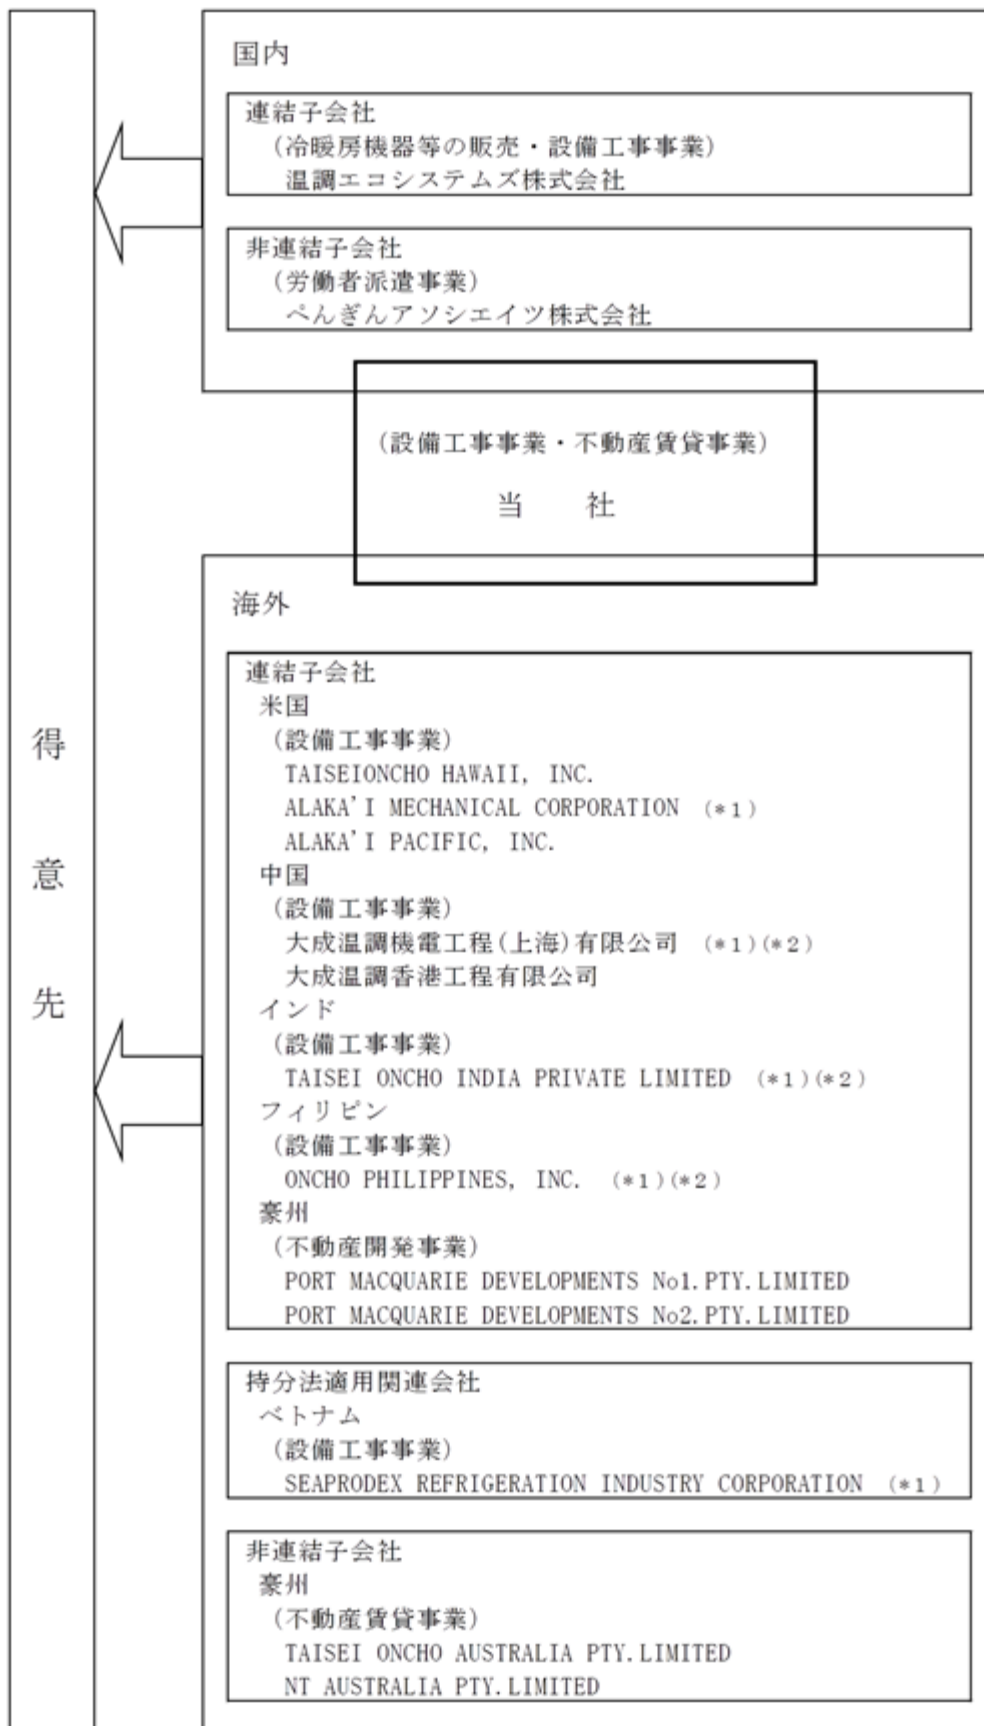 国内
連結子会社
(冷暖房機器等の販売・設備工事事業)
温調エコシステムズ株式会社
非連結子会社
(労働者派遣事業)
ぺんぎんアソシエイツ株式会社
(設備工事事業・不動産賃貸事業)
当　社
海外
連結子会社
米国
(設備工事事業)
TAISEIONCHO HAWAII, INC.
ALAKA'I MECHANICAL CORPORATION (*1)
ALAKA'I PACIFIC, INC.
中国
(設備工事事業)
大成温調機電工程(上海)有限公司 (*1)(*2)
大成温調香港工程有限公司
インド
(設備工事事業)
TAISEI ONCHO INDIA PRIVATE LIMITED (*1)(*2)
フィリピン
(設備工事事業)
ONCHO PHILIPPINES, INC. (*1)(*2)
豪州
(不動産開発事業)
PORT MACQUARIE DEVELOPMENTS No1.PTY.LIMITED
PORT MACQUARIE DEVELOPMENTS No2.PTY.LIMITED
持分法適用関連会社
ベトナム
(設備工事事業)
SEAPRODEX REFRIGERATION INDUSTRY CORPORATION (*1)
非連結子会社
豪州
(不動産賃貸事業)
TAISEI ONCHO AUSTRALIA PTY.LIMITED
NT AUSTRALIA PTY.LIMITED
得意先